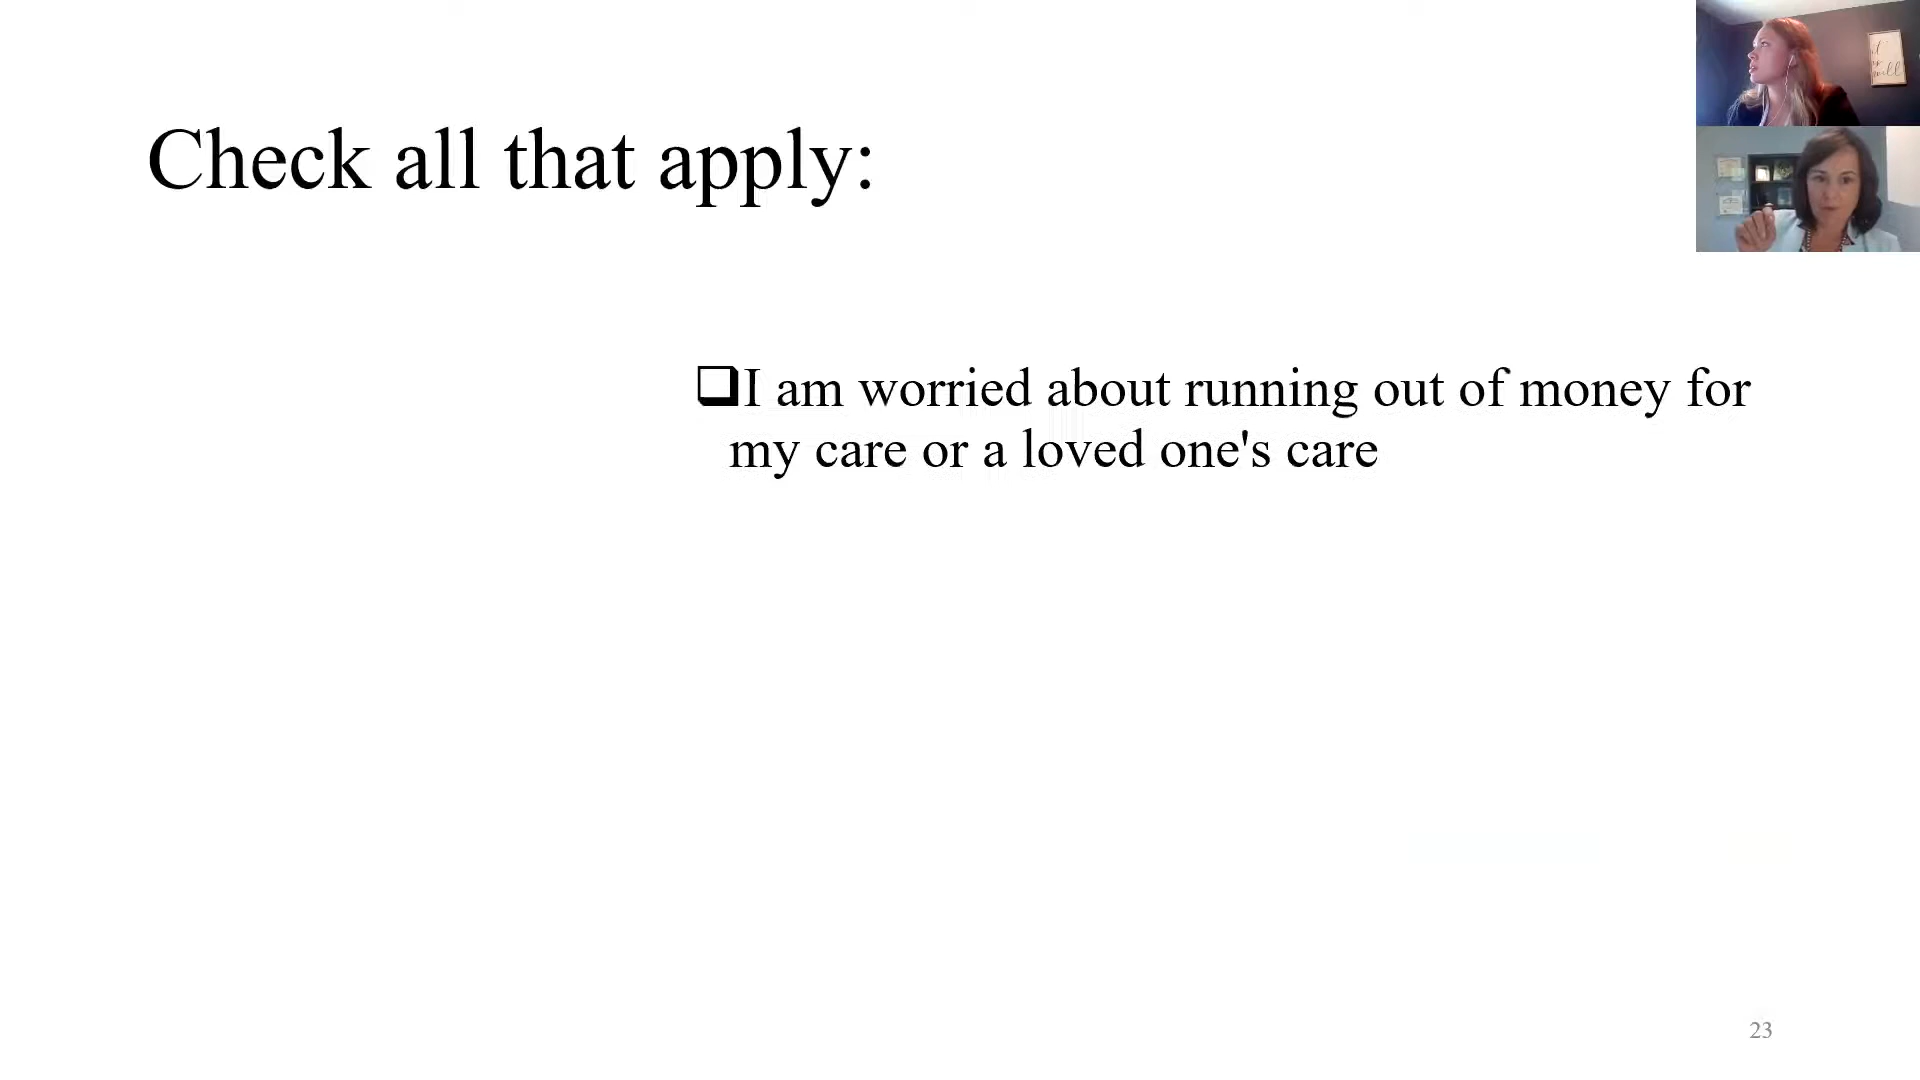 Check all that apply:
❑I am worried about running out of money for
my care or a loved one's care
23